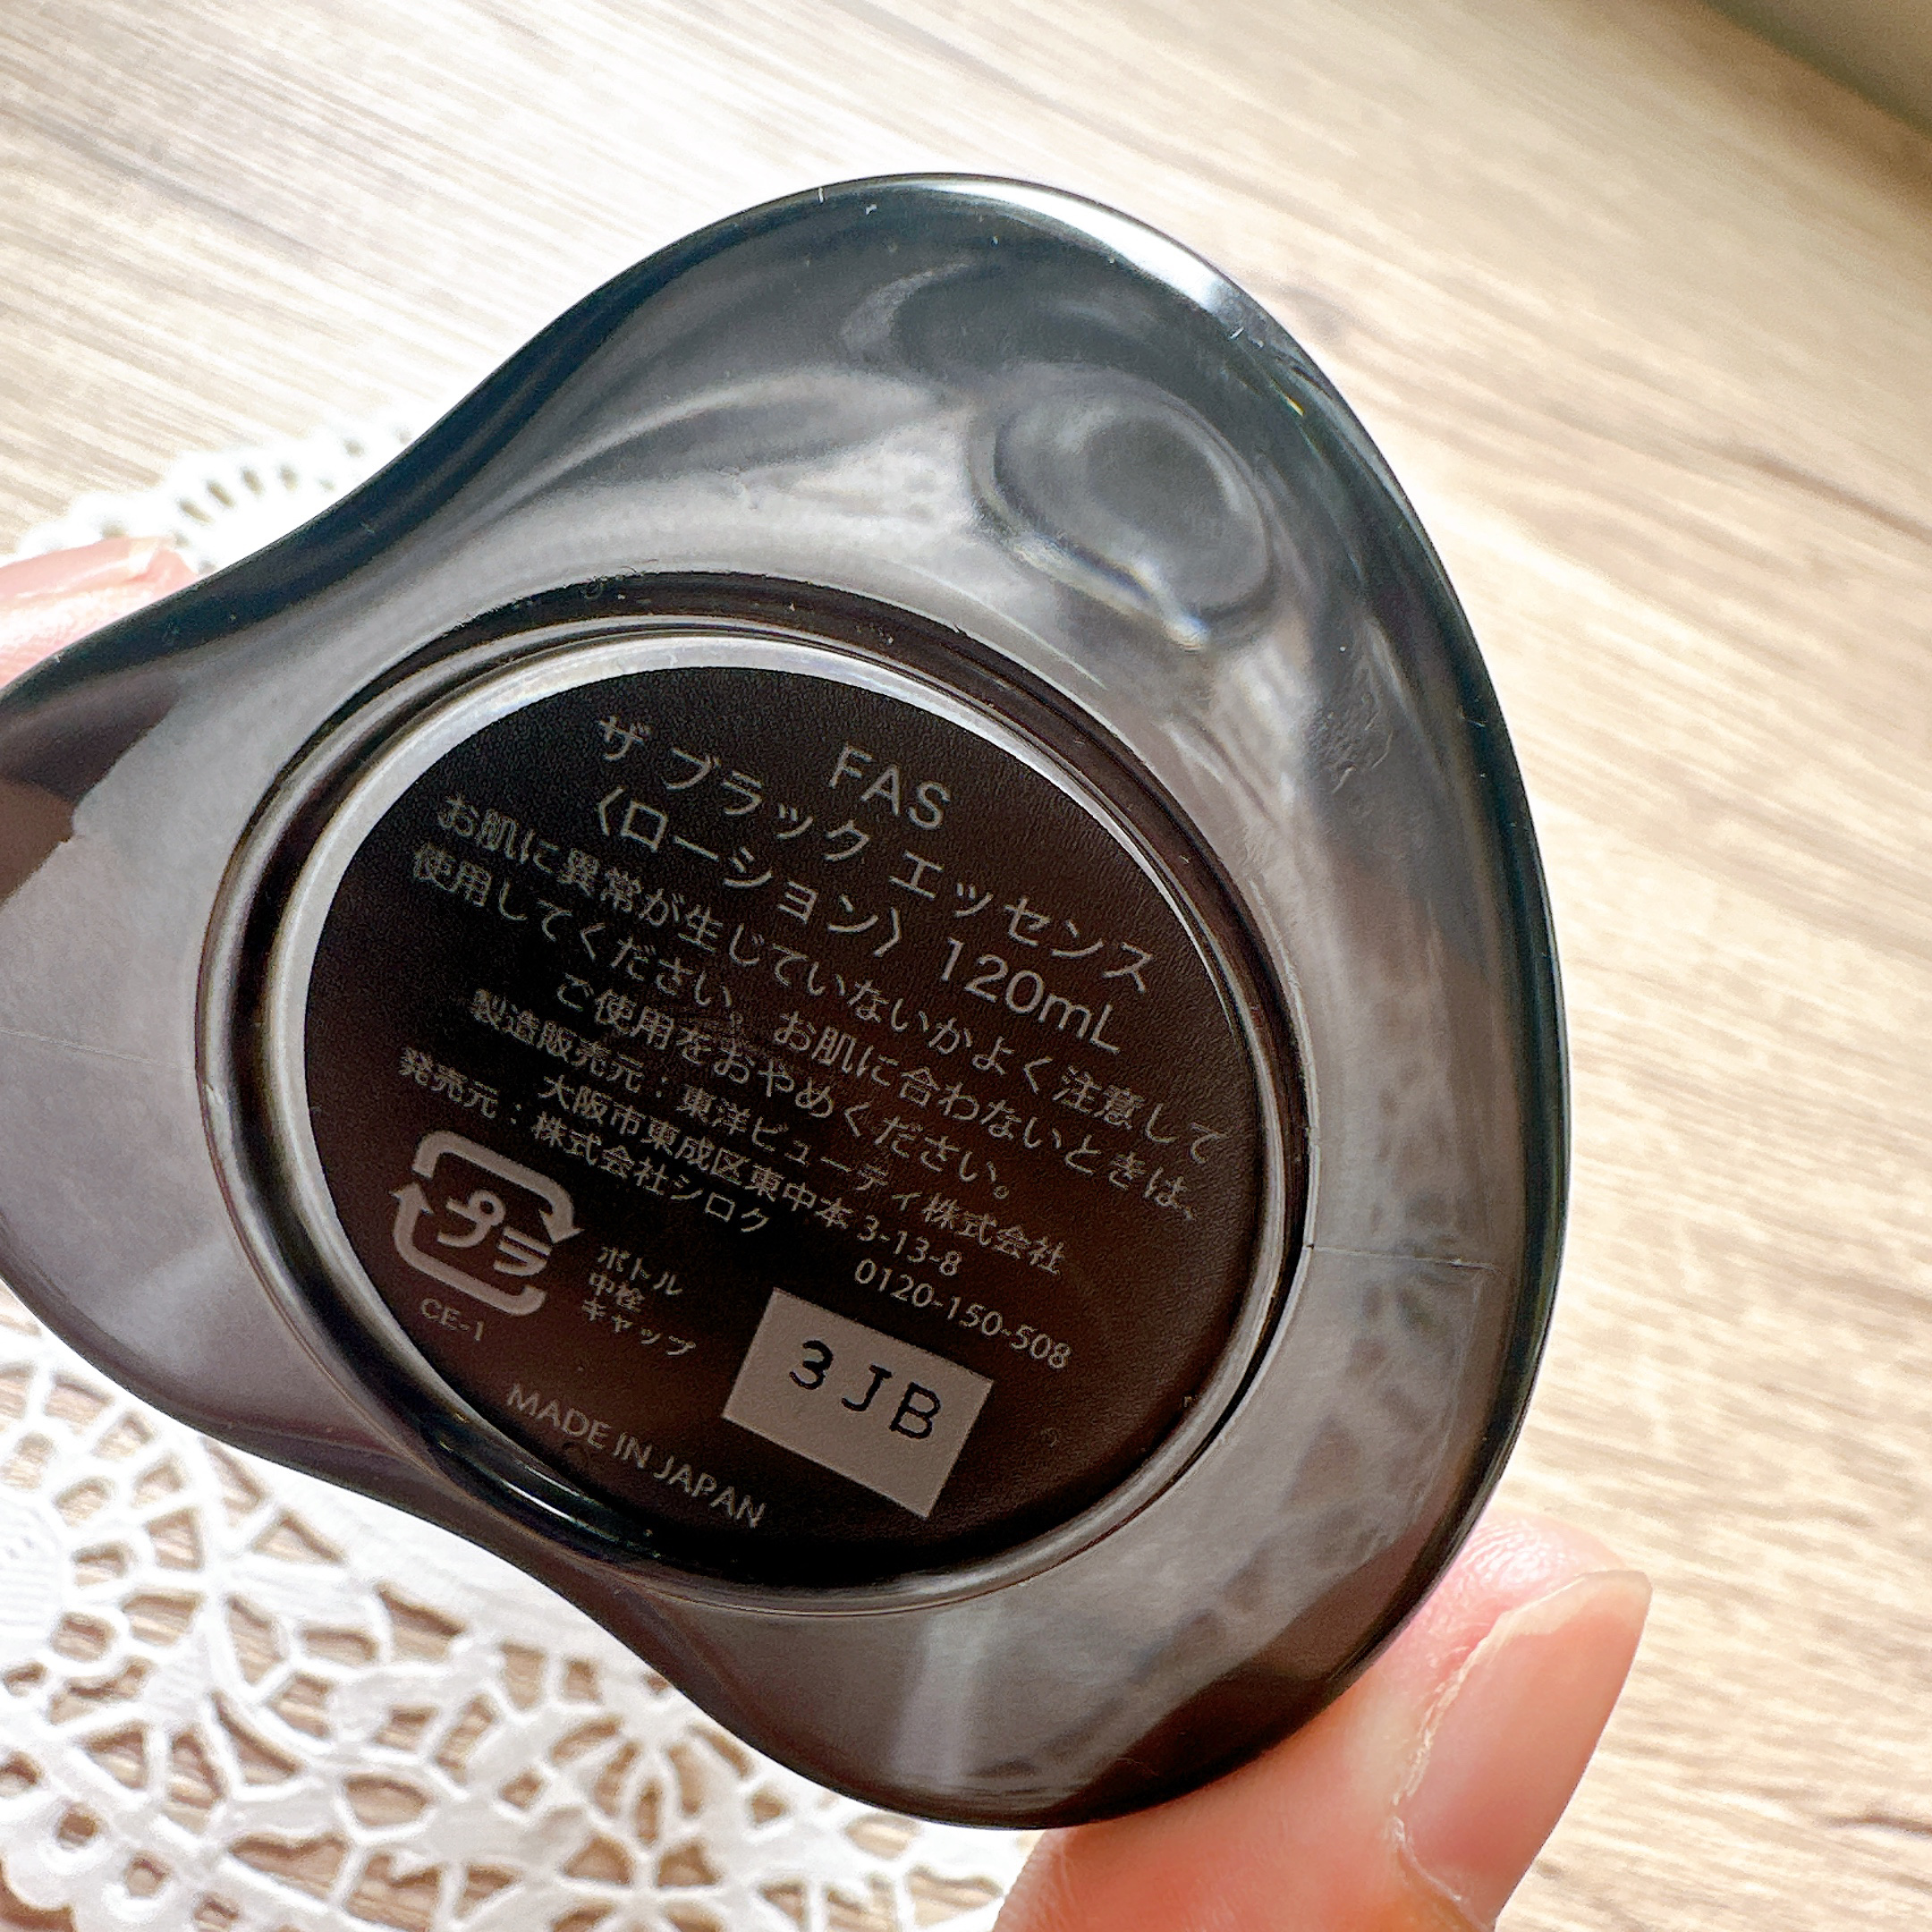 FAS
ザ ブラック エッセンス
〈ローション〉 120mL
お肌に異常が生じていないかよく注意して
使用してください。お肌に合わないときは、
ご使用をおやめください。
製造販売元：東洋ビューティ株式会社
大阪市東成区東中本 3-13-8
発売元：株式会社シロク 0120-150-508
プラ
ボトル
中栓
キャップ
CE-1
3JB
MADE IN JAPAN